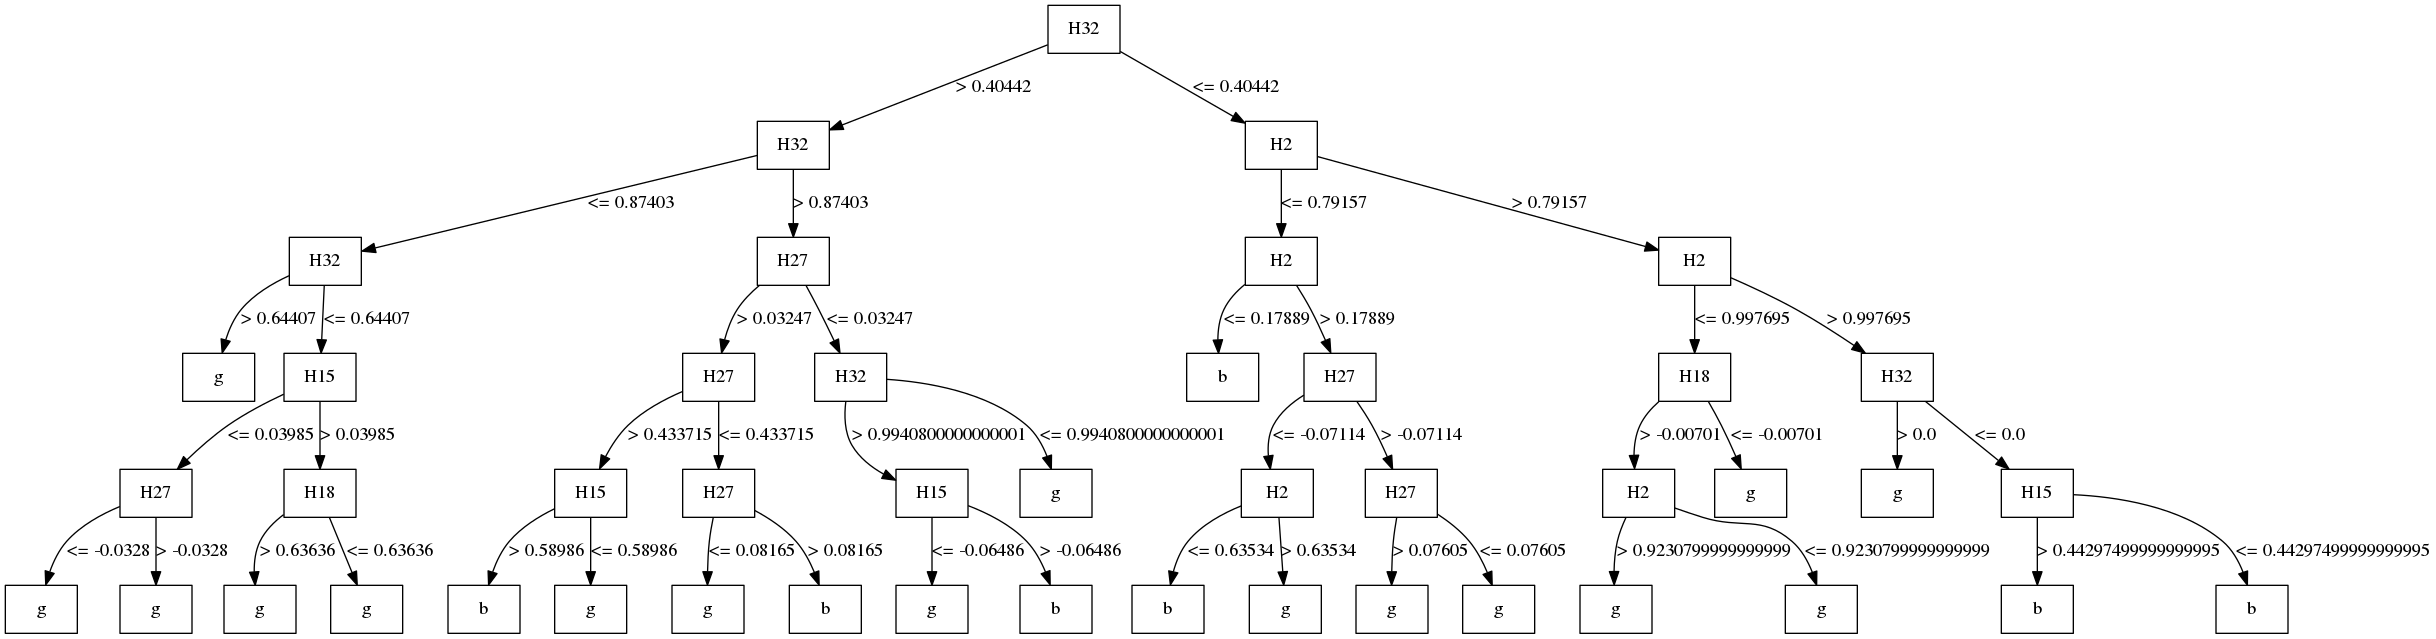 H32
> 0.40442
<= 0.40442
H32
H2
<= 0.87403
> 0.87403
<= 0.79157
> 0.79157
H32
H27
H2
H2
> 0.64407
<= 0.64407
> 0.03247
<= 0.03247
<= 0.17889
> 0.17889
<= 0.997695
> 0.997695
g
H15
H27
H32
b
H27
H18
H32
<= 0.03985
> 0.03985
> 0.433715
<= 0.433715
> 0.9940800000000001
<= 0.9940800000000001
<= -0.07114
> -0.07114
> -0.00701
<= -0.00701
> 0.0
<= 0.0
H27
H18
H15
H27
H15
g
H2
H27
H2
g
g
H15
<= -0.0328
> -0.0328
> 0.63636
<= 0.63636
> 0.58986
<= 0.58986
<= 0.08165
> 0.08165
<= -0.06486
> -0.06486
<= 0.63534
> 0.63534
> 0.07605
<= 0.07605
> 0.9230799999999999
<= 0.9230799999999999
> 0.44297499999999995
<= 0.44297499999999995
g
g
g
g
b
g
g
b
g
b
b
g
g
g
g
g
b
b